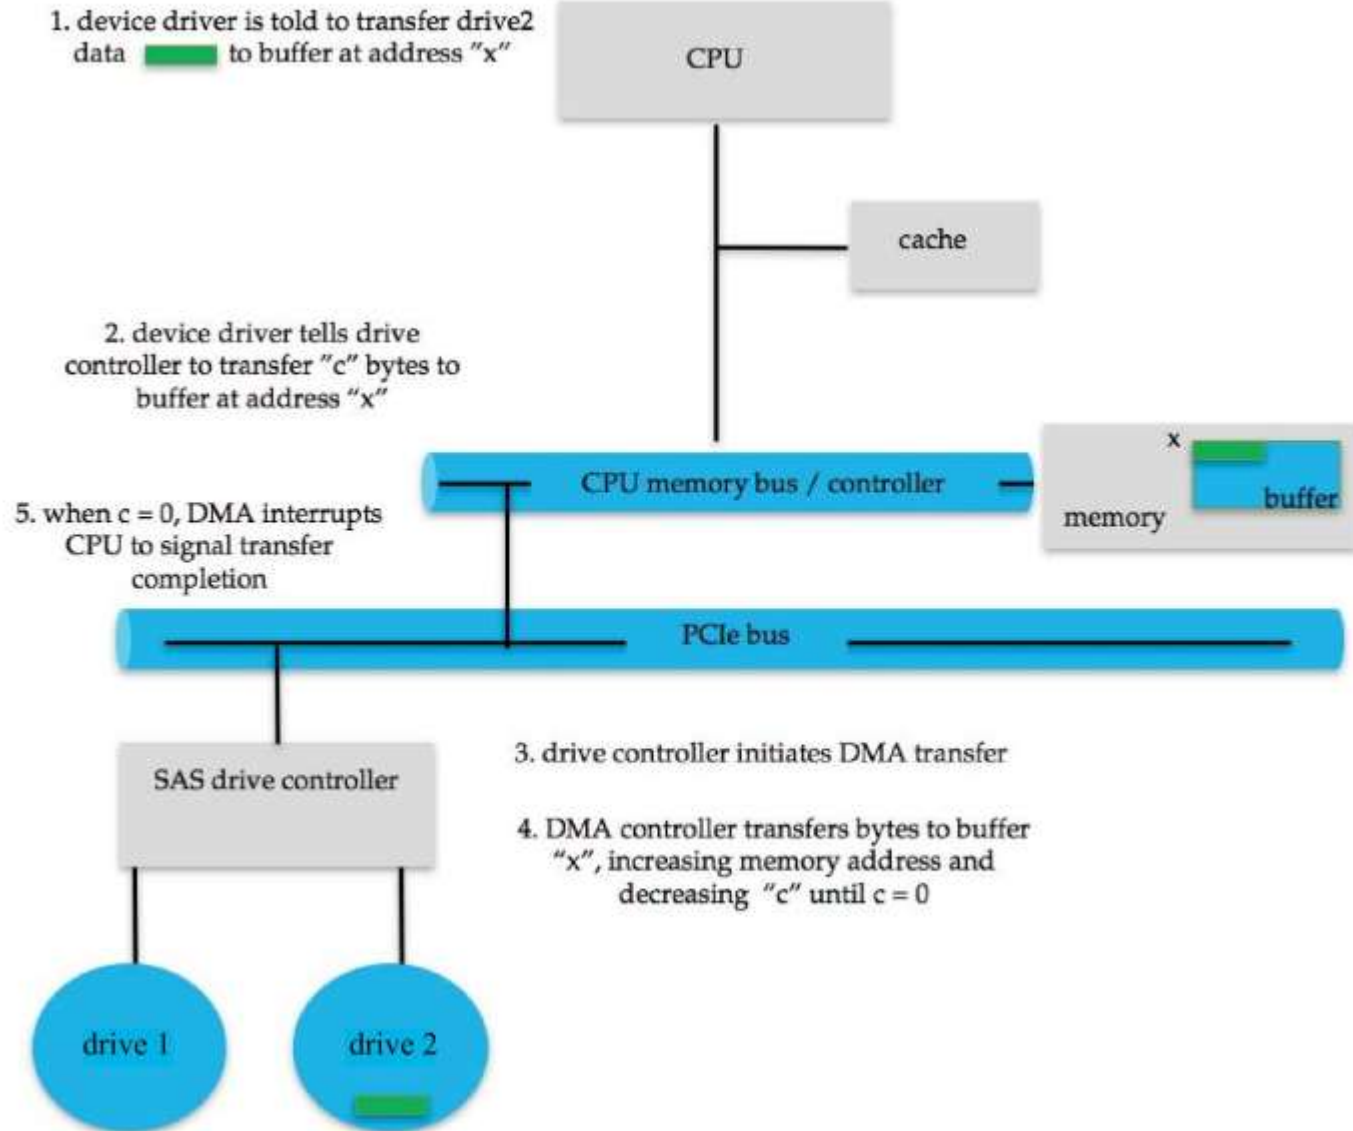 1. device driver is told to transfer drive2
data to buffer at address "x"
CPU
cache
2. device driver tells drive
controller to transfer "c" bytes to
buffer at address "x"
x
buffer
memory
CPU memory bus / controller
5. when c = 0, DMA interrupts
CPU to signal transfer
completion
PCIe bus
SAS drive controller
3. drive controller initiates DMA transfer
4. DMA controller transfers bytes to buffer
"x", increasing memory address and
decreasing "c" until c = 0
drive 1
drive 2